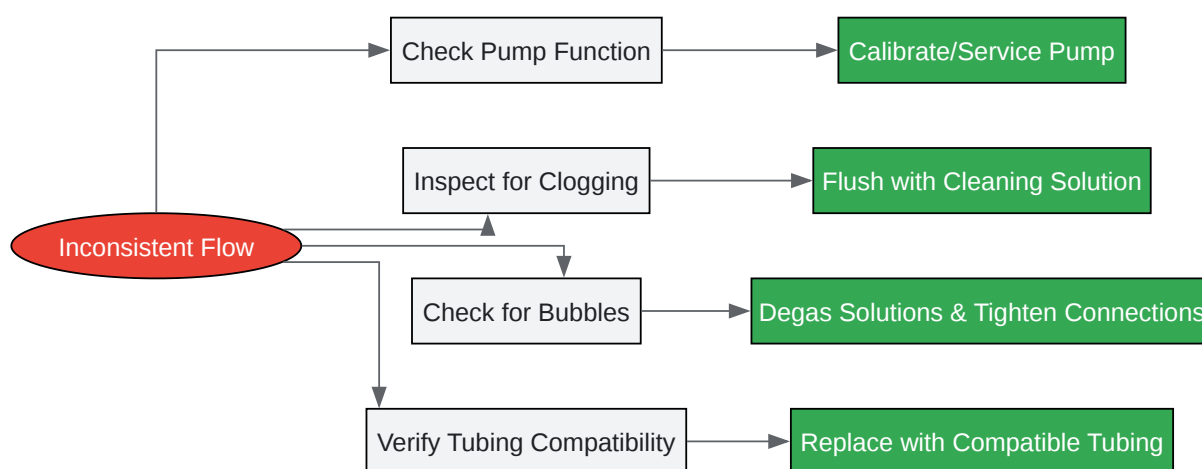 Check Pump Function
Calibrate/Service Pump
Inspect for Clogging
Flush with Cleaning Solution
Inconsistent Flow
Check for Bubbles
Degas Solutions & Tighten Connections
Verify Tubing Compatibility
Replace with Compatible Tubing